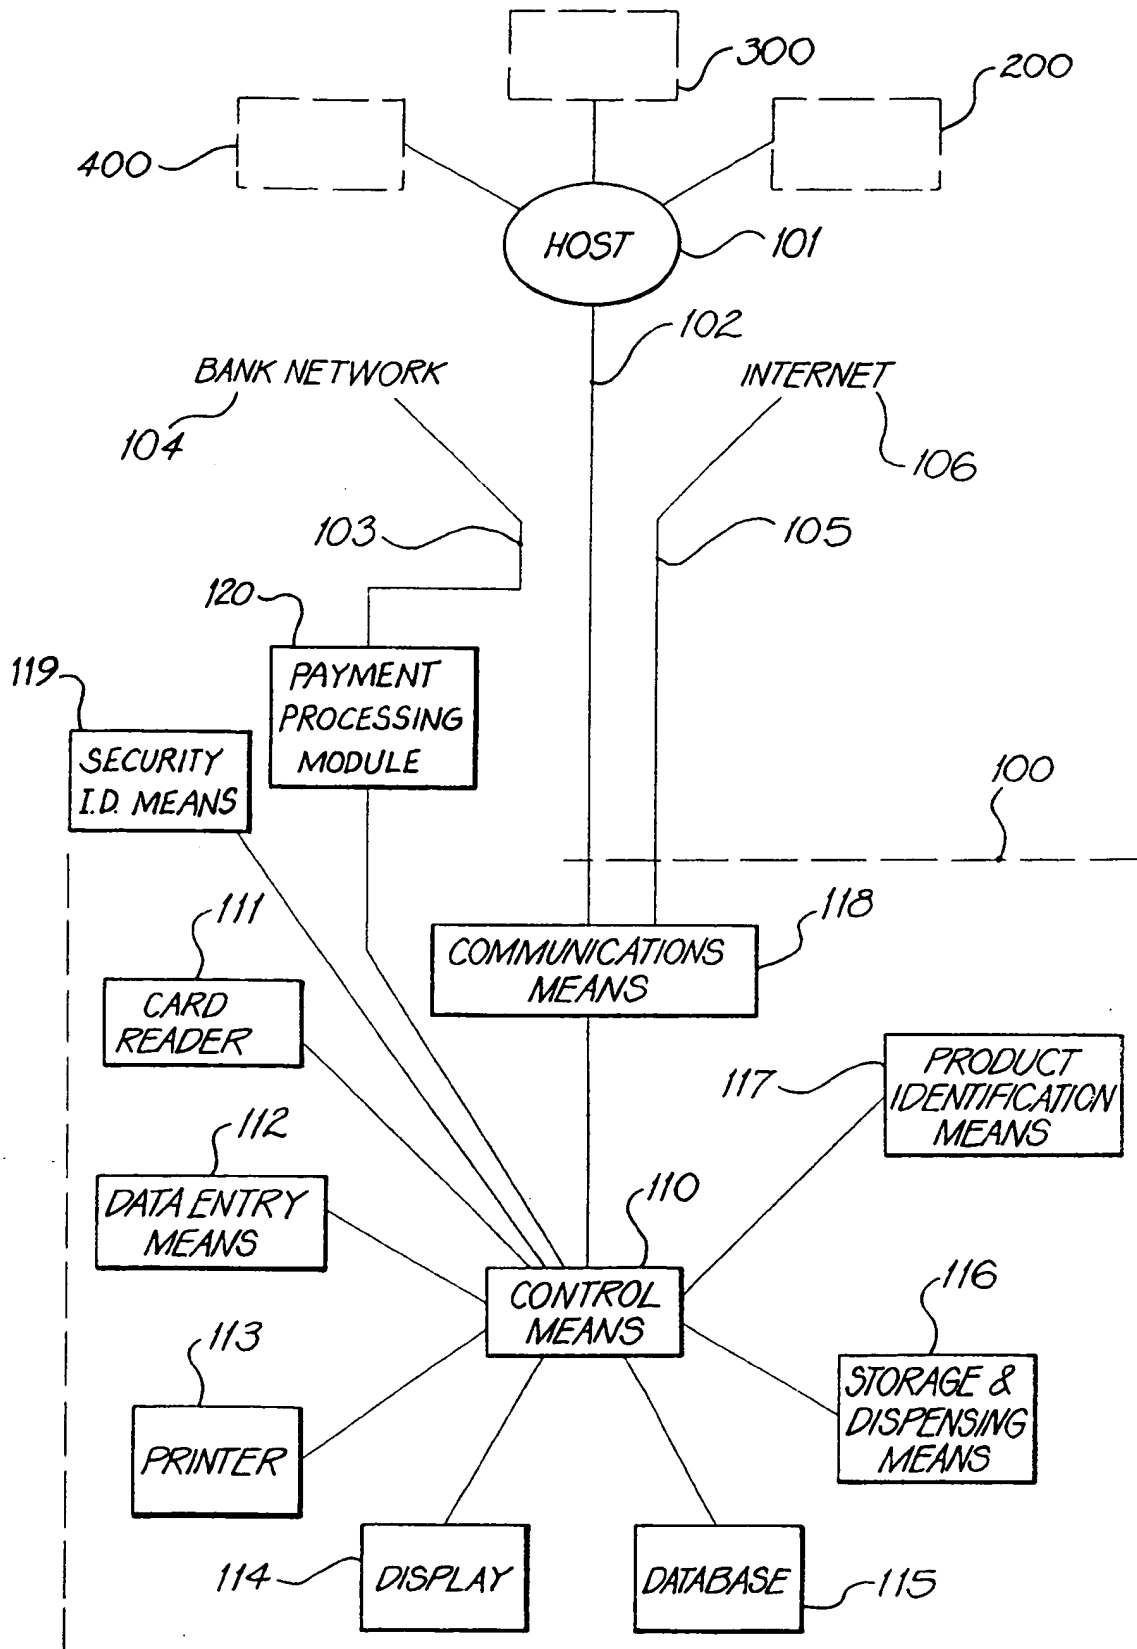 300
200
400
HOST
101
102
BANK NETWORK
INTERNET
104
106
103
105
120
119
PAYMENT
PROCESSING
MODULE
SECURITY
I.D. MEANS
100
111
118
COMMUNICATIONS
MEANS
CARD
READER
117
PRODUCT
IDENTIFICATION
MEANS
112
110
DATA ENTRY
MEANS
CONTROL
MEANS
116
113
STORAGE &
DISPENSING
MEANS
PRINTER
114
DISPLAY
DATABASE
115